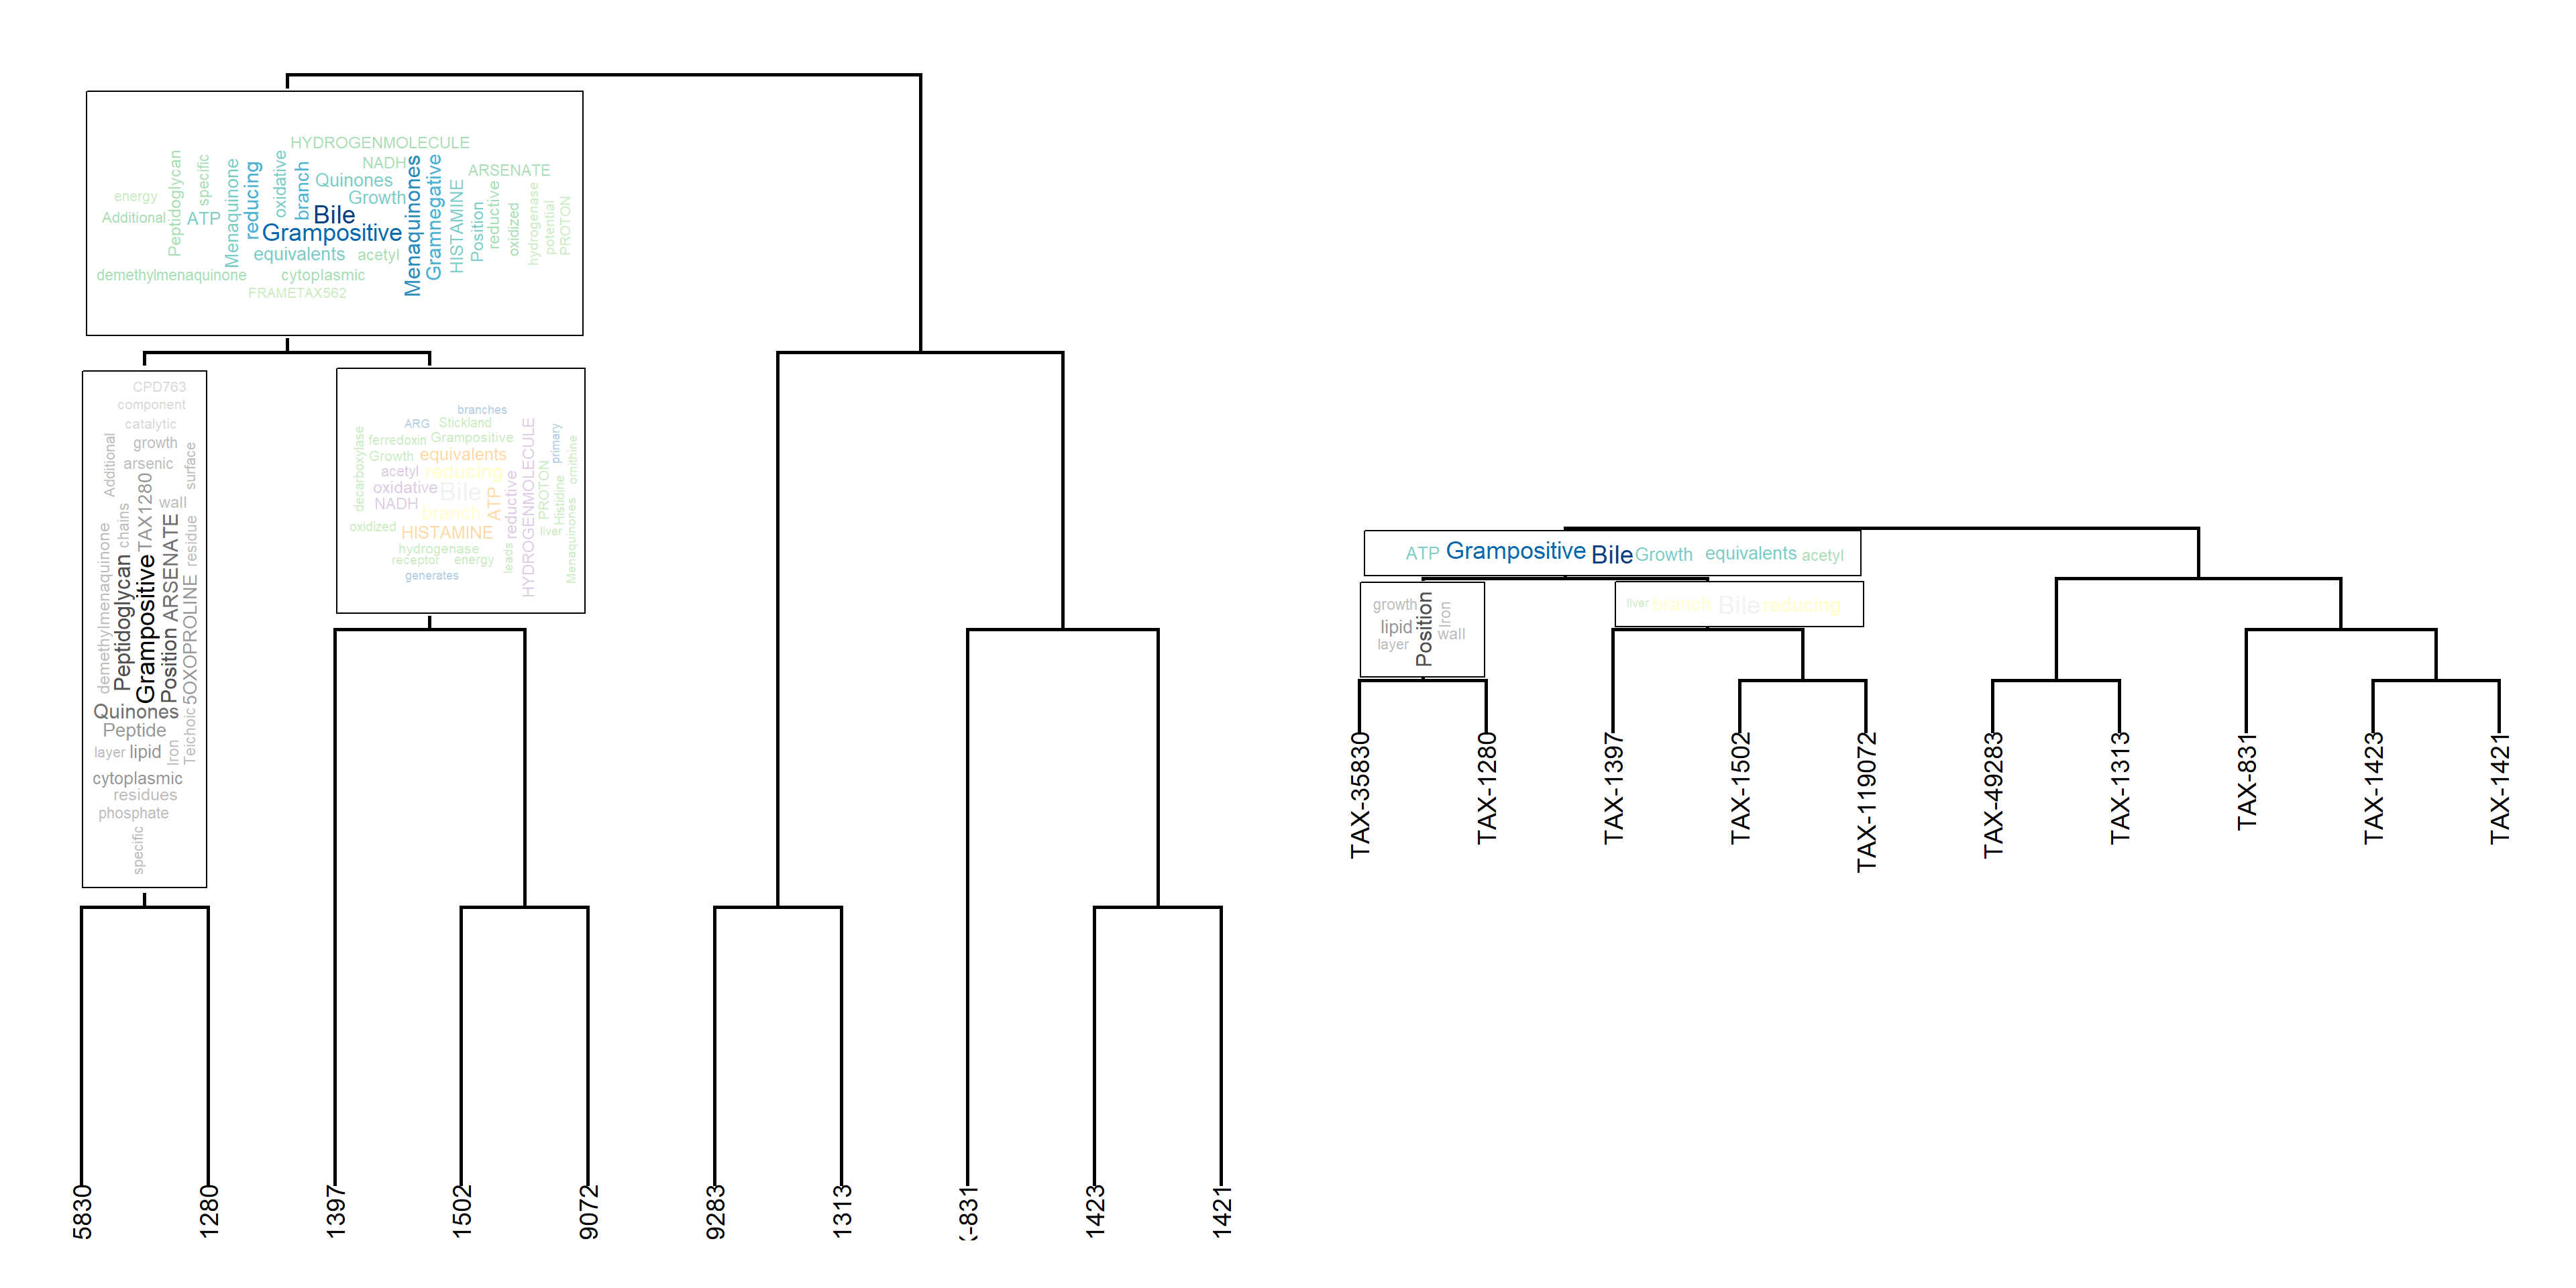 HYDROGENMOLECULE
NADH
ARSENATE
Peptidoglycan
specific
Menaquinone
reducing
oxidative
branch
Quinones
Growth
Menaquinones
Gramnegative
HISTAMINE
Position
reductive
oxidized
hydrogenase
potential
PROTON
energy
Additional
ATP
Bile
Grampositive
equivalents
acetyl
demethylmenaquinone
cytoplasmic
FRAMETAX562
CPD763
component
catalytic
growth
Additional
arsenic
surface
TAX1280
wall
demethylmenaquinone
chains
Peptidoglycan
Grampositive
Position
ARSENATE
residue
5OXOPROLINE
Quinones
Peptide
Teichoic
layer
lipid
Iron
cytoplasmic
residues
phosphate
specific
branches
ARG
Stickland
decarboxylase
ferredoxin
Grampositive
Growth
equivalents
acetyl
reducing
oxidative
Bile
NADH
branch
ATP
reductive
HYDROGENMOLECULE
PROTON
primary
Histidine
ornithine
oxidized
HISTAMINE
liver
Menaquinones
hydrogenase
receptor
energy
leads
generates
5830
1280
1397
1502
9072
9283
1313
-831
1423
1421
ATP Grampositive Bile Growth equivalents acetyl
growth
lipid
layer
Position
Iron
wall
liver branch Bile reducing
TAX-35830
TAX-1280
TAX-1397
TAX-1502
TAX-119072
TAX-49283
TAX-1313
TAX-831
TAX-1423
TAX-1421